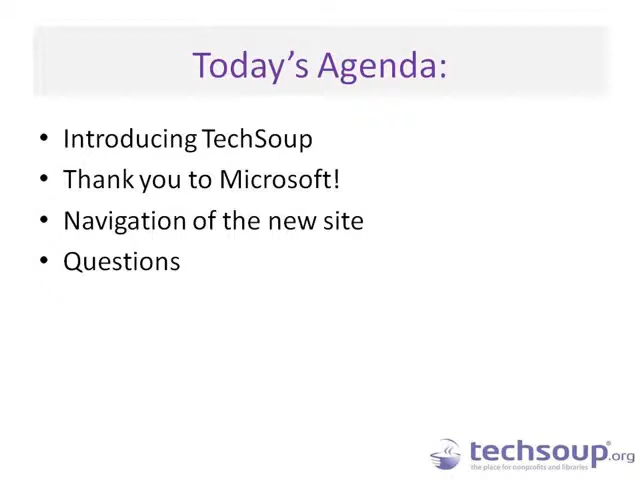 Today's Agenda:
• Introducing TechSoup
• Thank you to Microsoft!
• Navigation of the new site
• Questions
techsoup®.org
the place for nonprofits and libraries